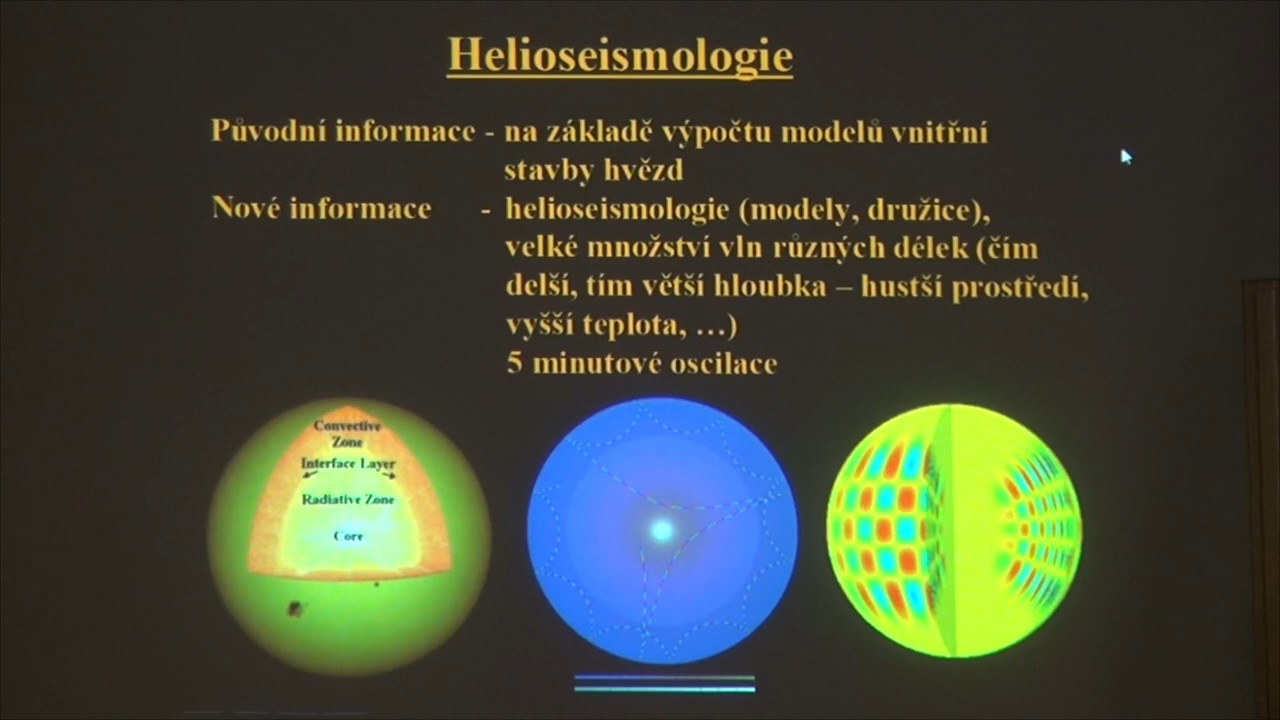 Helioseismologie
Původní informace - na základě výpočtu modelů vnitřní
stavby hvězd
Nové informace - helioseismologie (modely, družice),
velké množství vln různých délek (čím
delší, tím větší hloubka – hustší prostředí,
vyšší teplota, …)
5 minutové oscilace
Convective
Zone
Interface Layer
Radiative Zone
Core